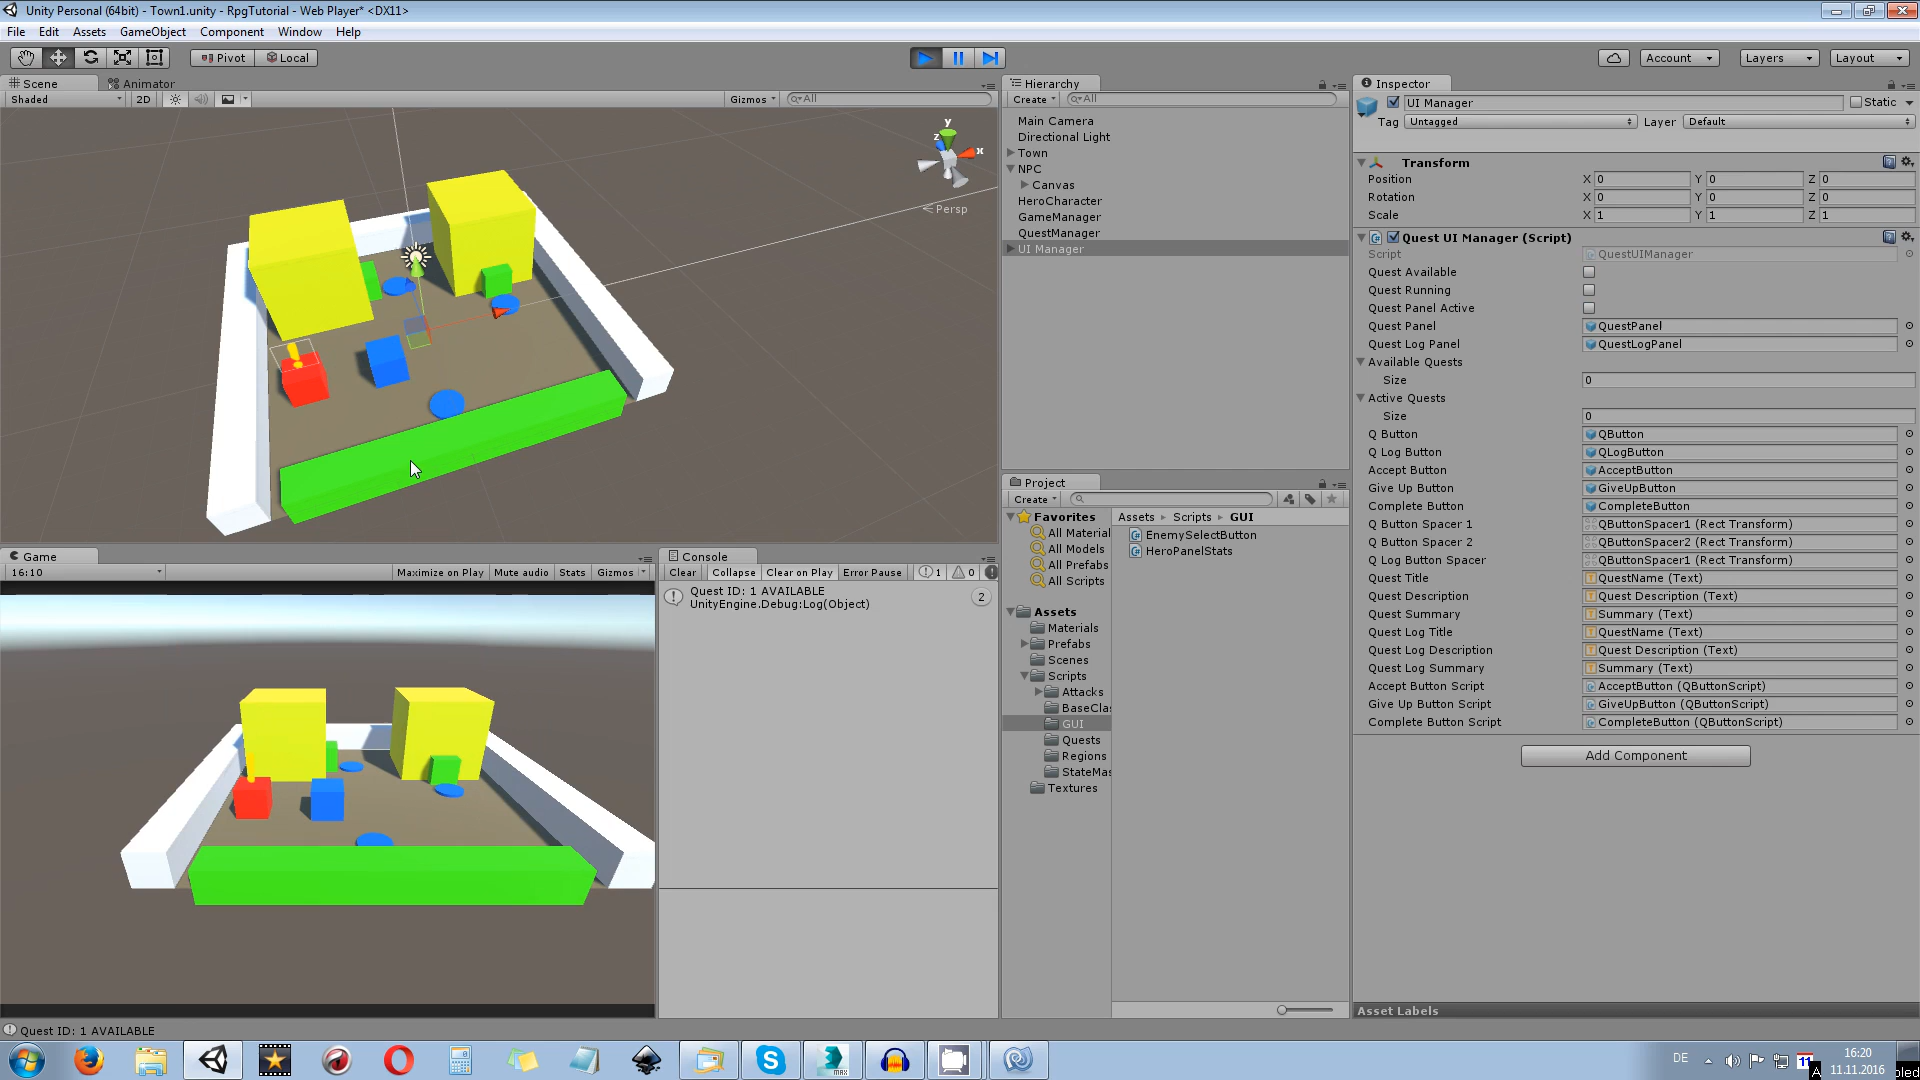 Unity Personal (64bit) - Town1.unity - RpgTutorial - Web Player* <DX11>
File Edit Assets GameObject Component Window Help
Pivot Local
Account Layers Layout
Scene Animator
Shaded 2D Gizmos All
y
z x
Persp
Hierarchy
Create All
Main Camera
Directional Light
Town
NPC
Canvas
HeroCharacter
GameManager
QuestManager
UI Manager
Project
Create
Favorites
All Material
All Models
All Prefabs
All Scripts
Assets
Materials
Prefabs
Scenes
Scripts
Attacks
BaseClas
GUI
Quests
Regions
StateMas
Textures
Assets Scripts GUI
EnemySelectButton
HeroPanelStats
Inspector
UI Manager Static
Tag Untagged Layer Default
Transform
Position X 0 Y 0 Z 0
Rotation X 0 Y 0 Z 0
Scale X 1 Y 1 Z 1
Quest UI Manager (Script)
Script QuestUIManager
Quest Available
Quest Running
Quest Panel Active
Quest Panel QuestPanel
Quest Log Panel QuestLogPanel
Available Quests
Size 0
Active Quests
Size 0
Q Button QButton
Q Log Button QLogButton
Accept Button AcceptButton
Give Up Button GiveUpButton
Complete Button CompleteButton
Q Button Spacer 1 QButtonSpacer1 (Rect Transform)
Q Button Spacer 2 QButtonSpacer2 (Rect Transform)
Q Log Button Spacer QButtonSpacer1 (Rect Transform)
Quest Title QuestName (Text)
Quest Description Quest Description (Text)
Quest Summary Summary (Text)
Quest Log Title QuestName (Text)
Quest Log Description Quest Description (Text)
Quest Log Summary Summary (Text)
Accept Button Script AcceptButton (QButtonScript)
Give Up Button Script GiveUpButton (QButtonScript)
Complete Button Script CompleteButton (QButtonScript)
Add Component
Asset Labels
Game
16:10 Maximize on Play Mute audio Stats Gizmos
Console
Clear Collapse Clear on Play Error Pause 1 0
Quest ID: 1 AVAILABLE
UnityEngine.Debug:Log(Object)
2
Quest ID: 1 AVAILABLE
DE
11
16:20
11.11.2016